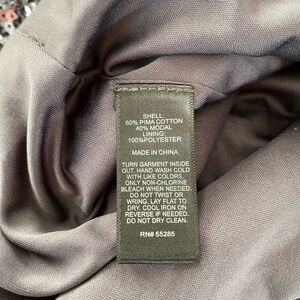 SHELL:
60% PIMA COTTON
40% MODAL
LINING:
100%POLYESTER
MADE IN CHINA
TURN GARMENT INSIDE
OUT. HAND WASH COLD
WITH LIKE COLORS,
ONLY NON-CHLORINE
BLEACH WHEN NEEDED.
DO NOT TWIST OR
WRING. LAY FLAT TO
DRY. COOL IRON ON
REVERSE IF NEEDED.
DO NOT DRY CLEAN.
RN# 55285